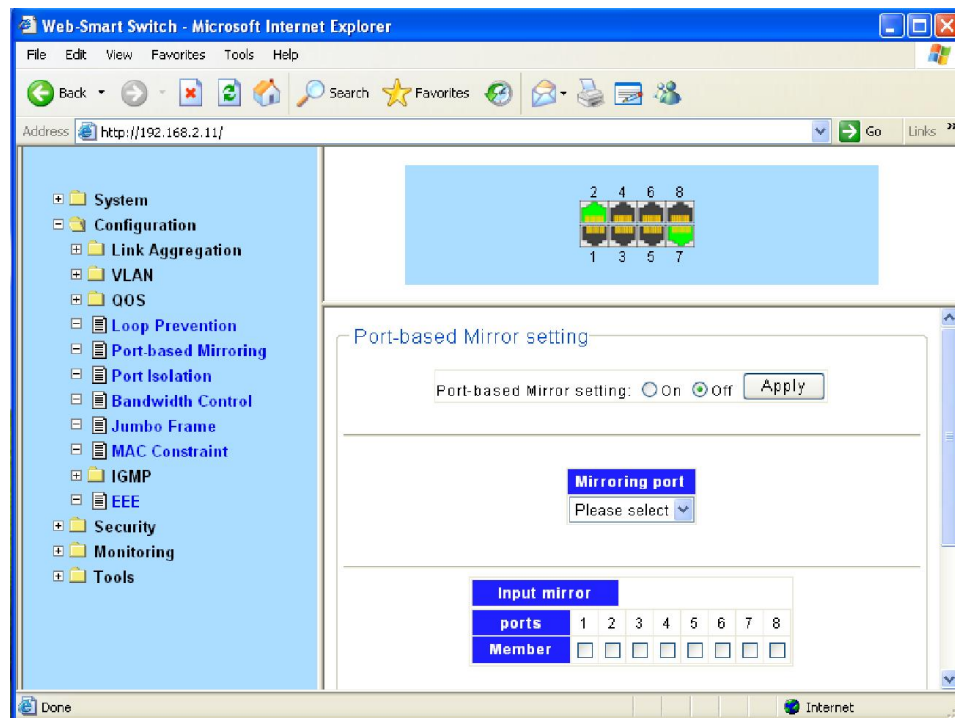 Web-Smart Switch - Microsoft Internet Explorer
File Edit View Favorites Tools Help
Back Search Favorites
Address http://192.168.2.11/ Go Links »
System
Configuration
Link Aggregation
VLAN
QOS
Loop Prevention
Port-based Mirroring
Port Isolation
Bandwidth Control
Jumbo Frame
MAC Constraint
IGMP
EEE
Security
Monitoring
Tools
2 4 6 8
1 3 5 7
Port-based Mirror setting
Port-based Mirror setting: On Off Apply
Mirroring port
Please select
Input mirror
ports 1 2 3 4 5 6 7 8
Member
Done Internet